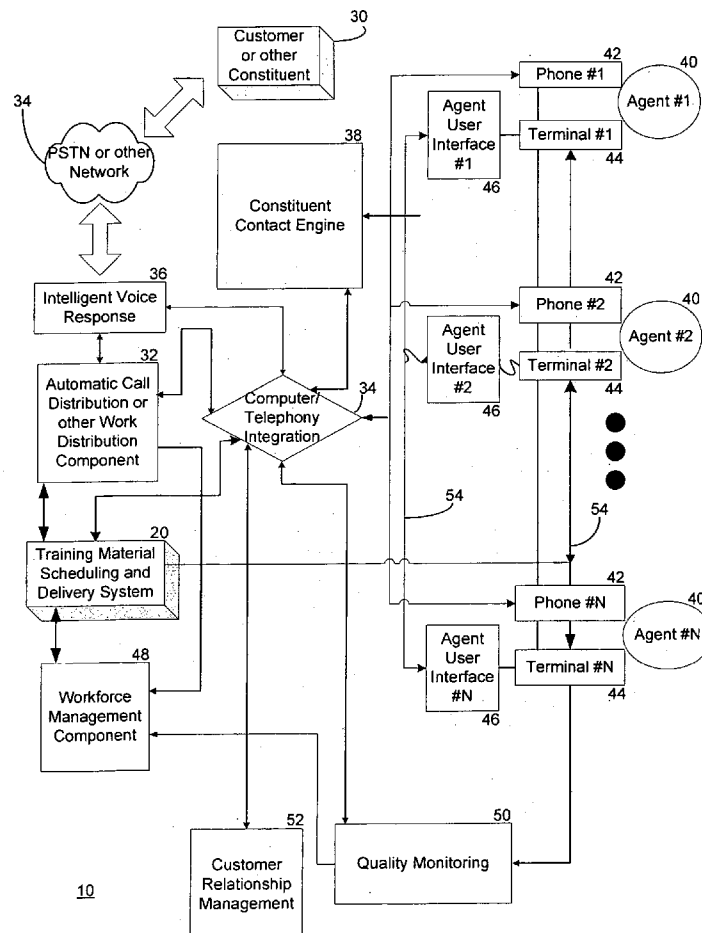 30
Customer
or other
Constituent
34
PSTN or other
Network
38
Constituent
Contact Engine
36
Intelligent Voice
Response
32
Automatic Call
Distribution or
other Work
Distribution
Component
34
Computer/
Telephony
Integration
20
Training Material
Scheduling and
Delivery System
48
Workforce
Management
Component
52
Customer
Relationship
Management
50
Quality Monitoring
10
42
Phone #1
40
Agent #1
Agent
User
Interface
#1
46
Terminal #1
44
42
Phone #2
40
Agent #2
Agent
User
Interface
#2
46
Terminal #2
44
54
54
42
Phone #N
40
Agent #N
Agent
User
Interface
#N
46
Terminal #N
44